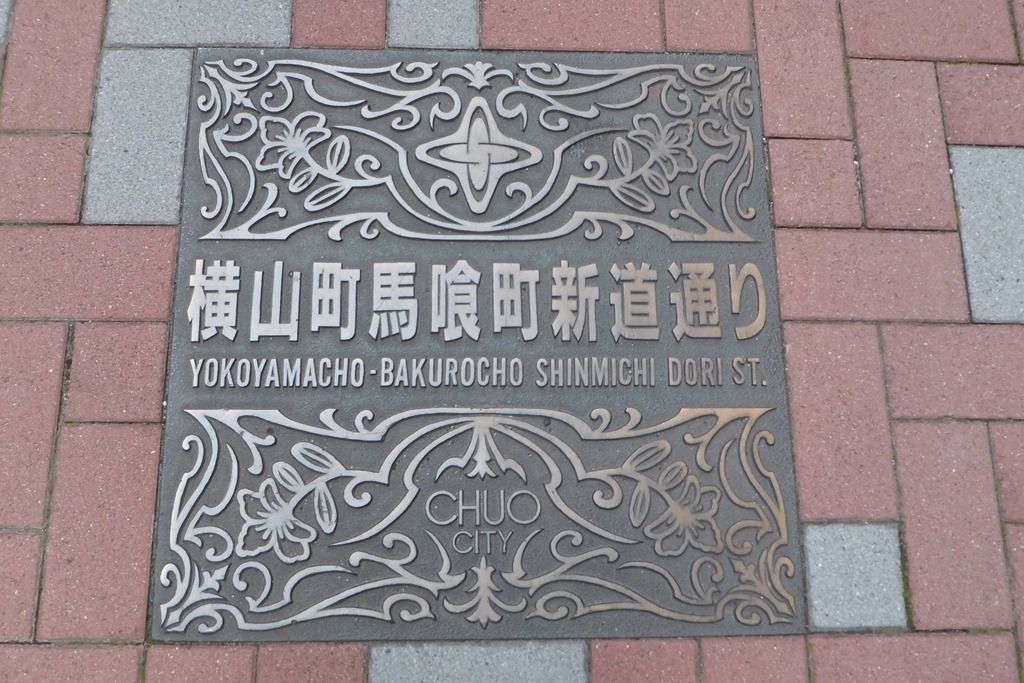 横山町馬喰町新道通り
YOKOYAMACHO-BAKUROCHO SHINMICHI DORI ST.
CHUO
CITY